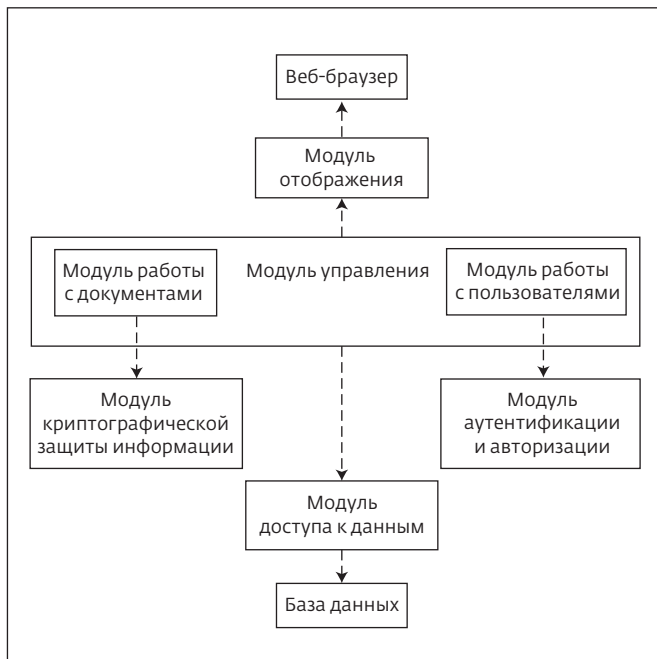 Веб-браузер
Модуль
отображения
Модуль работы
с документами
Модуль управления
Модуль работы
с пользователями
Модуль
криптографической
защиты информации
Модуль
аутентификации
и авторизации
Модуль
доступа к данным
База данных